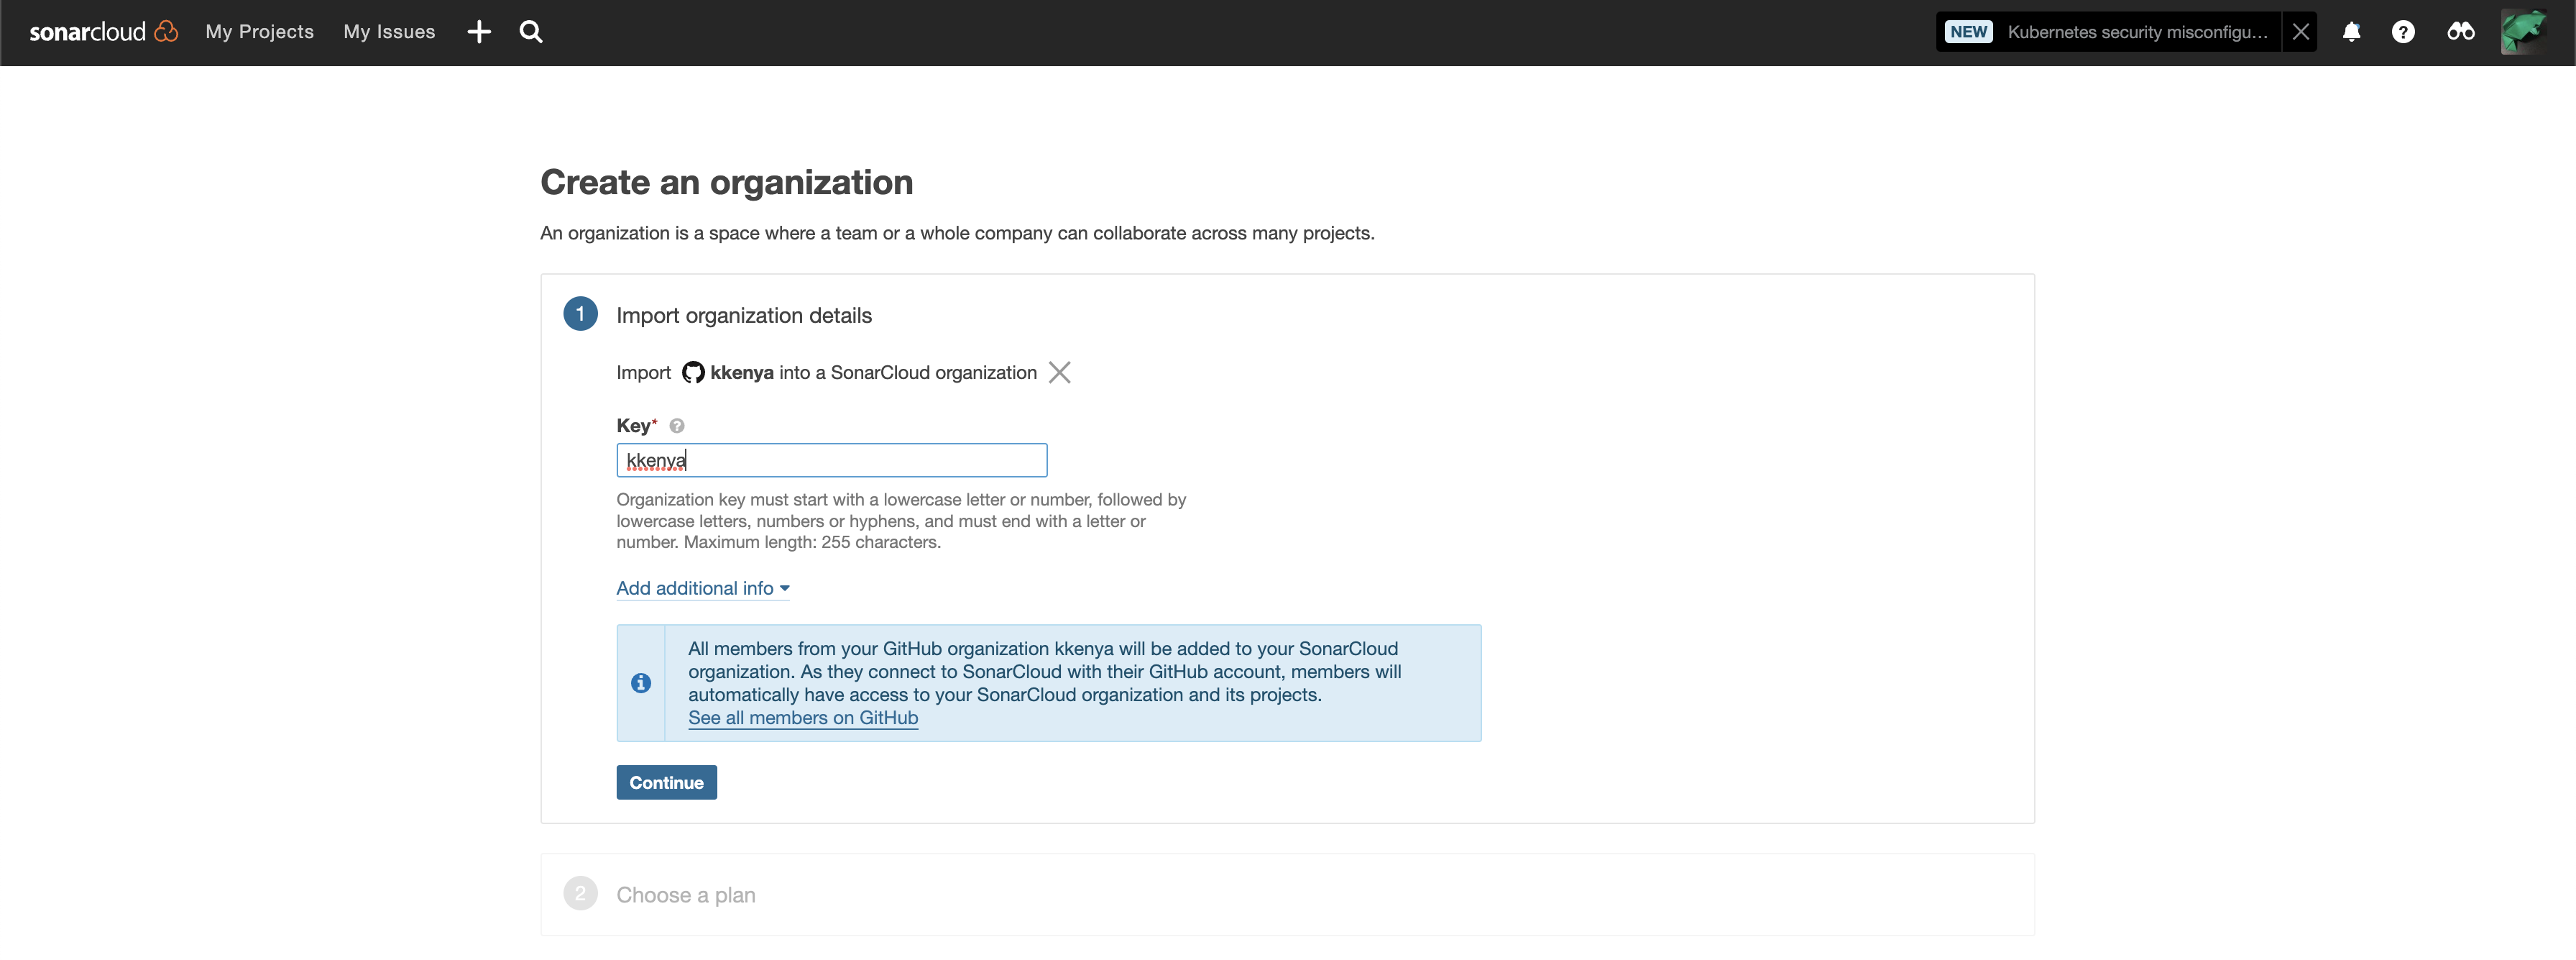 sonarcloud My Projects My Issues NEW Kubernetes security misconfigu...
Create an organization
An organization is a space where a team or a whole company can collaborate across many projects.
1 Import organization details
Import kkenya into a SonarCloud organization
Key*
kkenya
Organization key must start with a lowercase letter or number, followed by
lowercase letters, numbers or hyphens, and must end with a letter or
number. Maximum length: 255 characters.
Add additional info
All members from your GitHub organization kkenya will be added to your SonarCloud
organization. As they connect to SonarCloud with their GitHub account, members will
automatically have access to your SonarCloud organization and its projects.
See all members on GitHub
Continue
2 Choose a plan